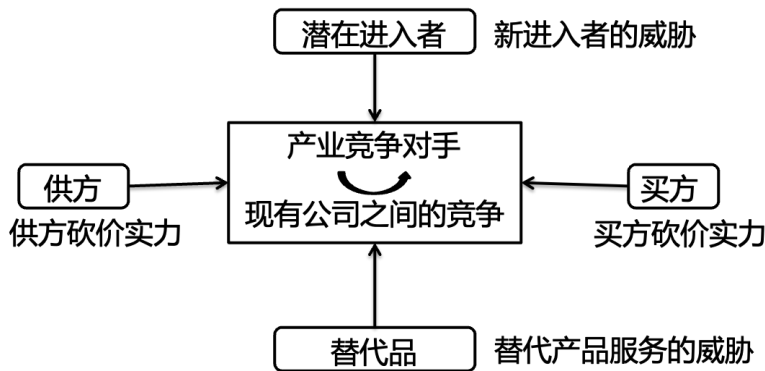 潜在进入者
新进入者的威胁
产业竞争对手
现有公司之间的竞争
供方
供方砍价实力
买方
买方砍价实力
替代品
替代产品服务的威胁